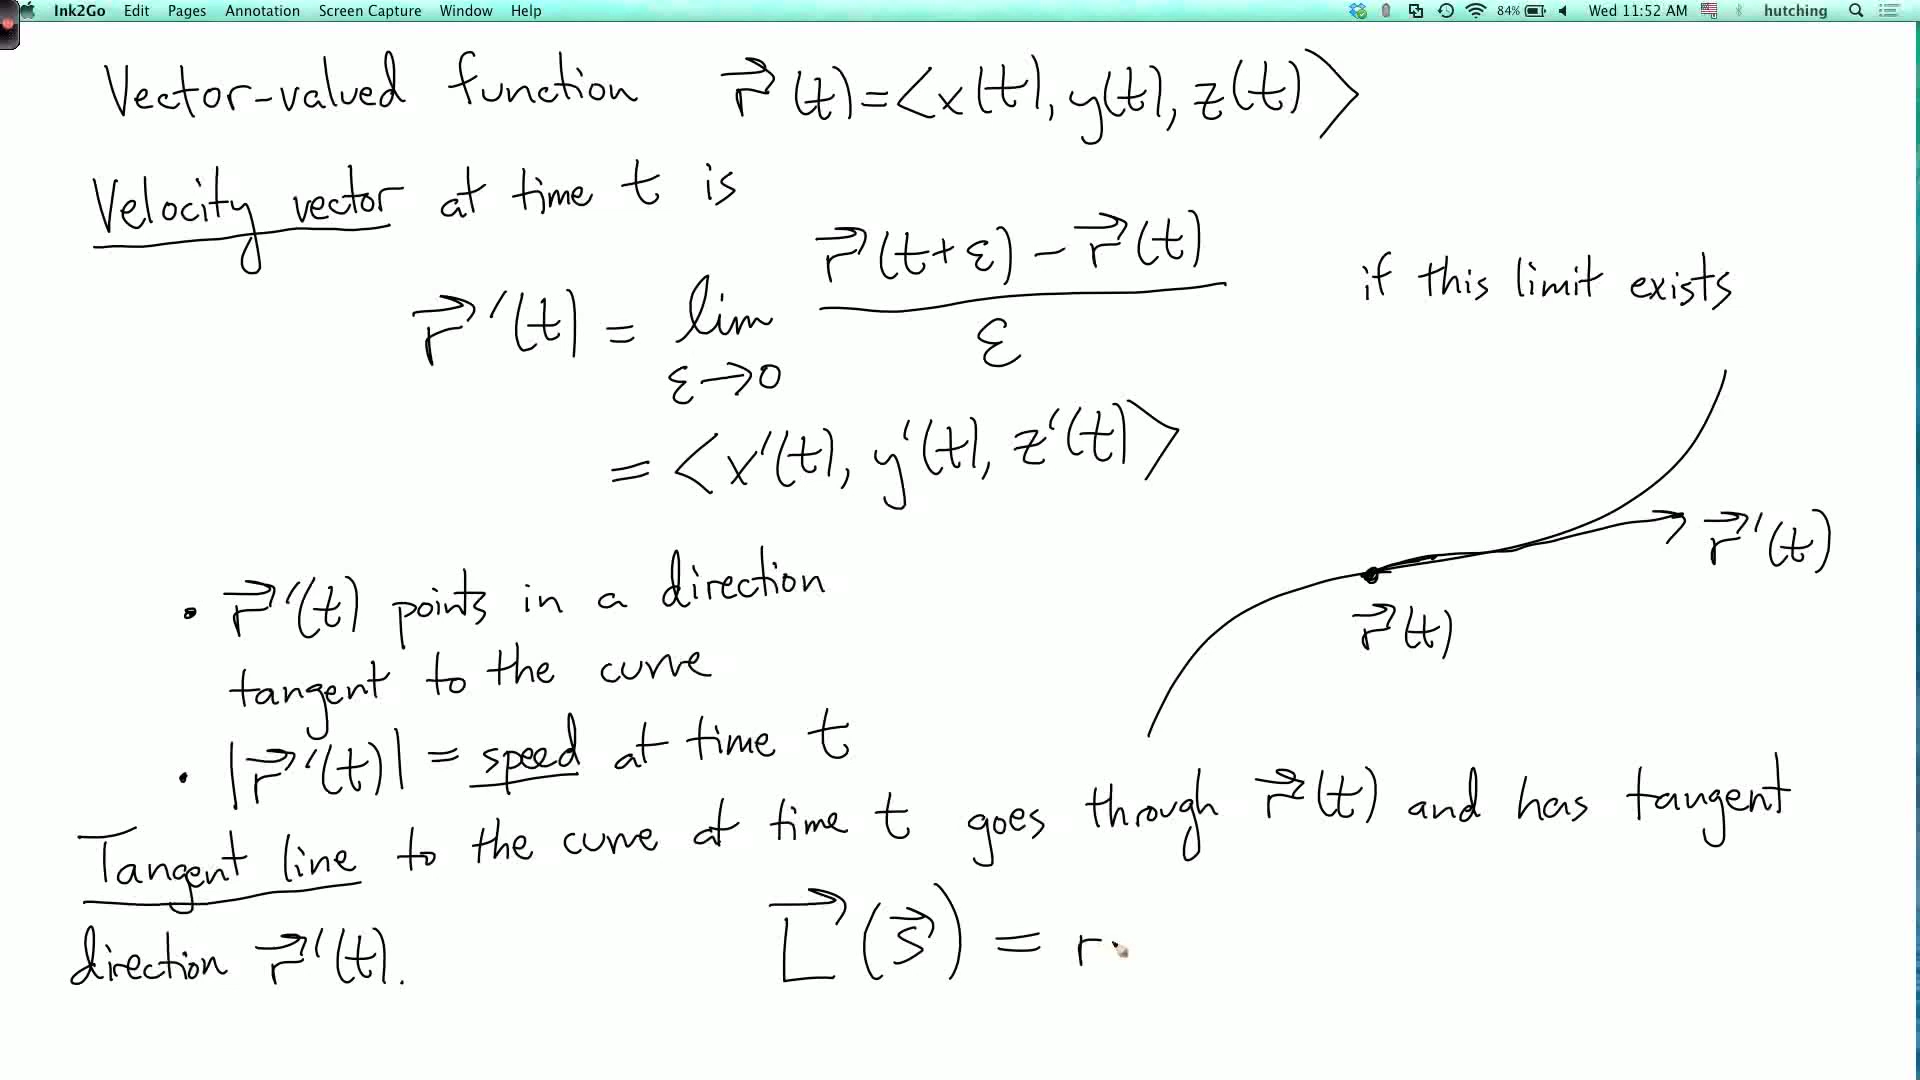 Ink2Go Edit Pages Annotation Screen Capture Window Help 84% Wed 11:52 AM hutching
Vector-valued function r⃗(t)=<x(t), y(t), z(t)>
Velocity vector at time t is
r⃗'(t) = lim ε→0 (r⃗(t+ε) − r⃗(t)) / ε if this limit exists
= <x'(t), y'(t), z'(t)>
r⃗'(t)
r⃗(t)
• r⃗'(t) points in a direction
tangent to the curve
• |r⃗'(t)| = speed at time t
Tangent line to the curve at time t goes through r⃗(t) and has tangent
direction r⃗'(t).
L⃗(s⃗) = r